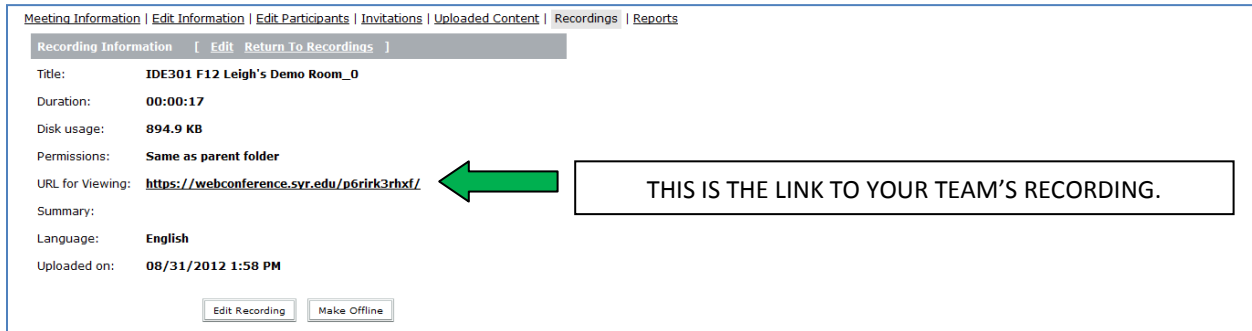 Meeting Information | Edit Information | Edit Participants | Invitations | Uploaded Content | Recordings | Reports
Recording Information [ Edit Return To Recordings ]
Title: IDE301 F12 Leigh's Demo Room_0
Duration: 00:00:17
Disk usage: 894.9 KB
Permissions: Same as parent folder
URL for Viewing: https://webconference.syr.edu/p6rirk3rhxf/
THIS IS THE LINK TO YOUR TEAM’S RECORDING.
Summary:
Language: English
Uploaded on: 08/31/2012 1:58 PM
Edit Recording Make Offline